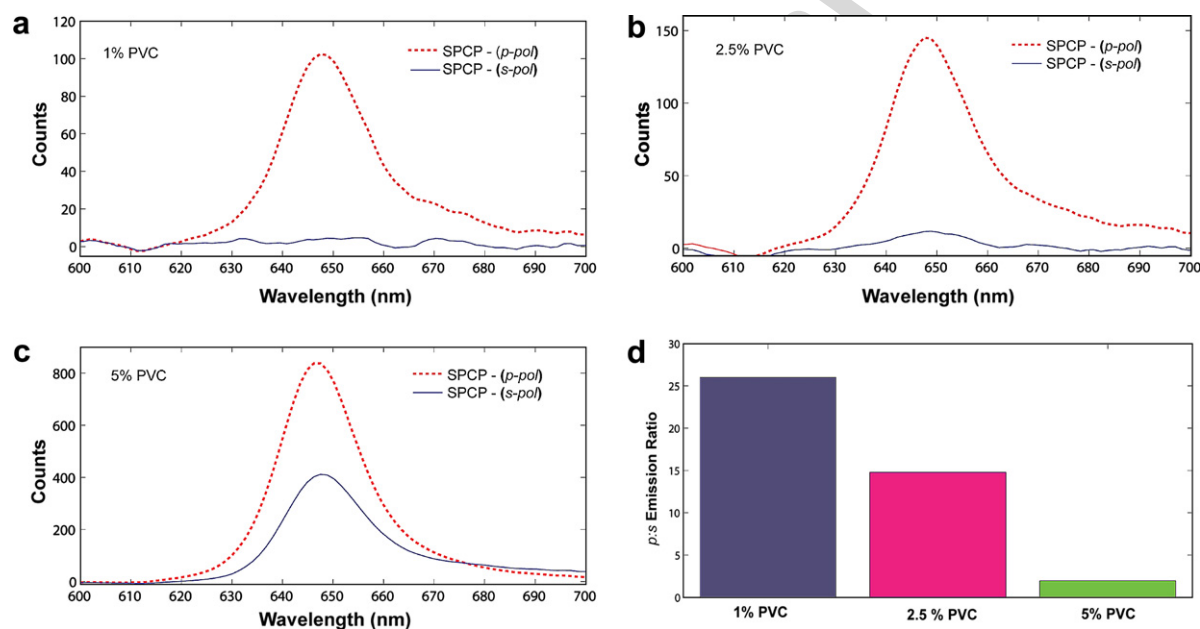 a
1% PVC
SPCP - (p-pol)
SPCP - (s-pol)
120
100
80
60
40
20
0
Counts
600 610 620 630 640 650 660 670 680 690 700
Wavelength (nm)
b
2.5% PVC
SPCP - (p-pol)
SPCP - (s-pol)
150
100
50
0
Counts
600 610 620 630 640 650 660 670 680 690 700
Wavelength (nm)
c
5% PVC
SPCP - (p-pol)
SPCP - (s-pol)
800
600
400
200
0
Counts
600 610 620 630 640 650 660 670 680 690 700
Wavelength (nm)
d
30
25
20
15
10
5
0
p:s Emission Ratio
1% PVC 2.5 % PVC 5% PVC